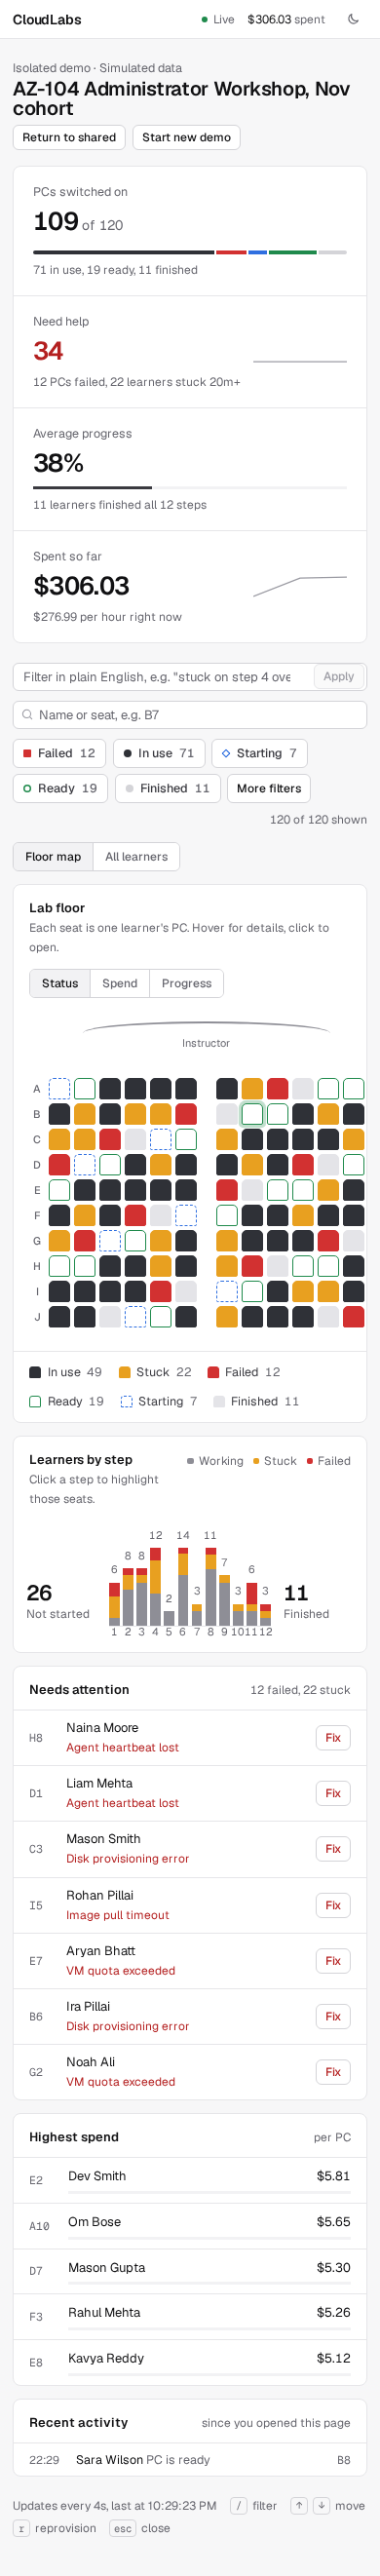 CloudLabs
Live $306.03 spent
Isolated demo · Simulated data
AZ-104 Administrator Workshop, Nov
cohort
Return to shared Start new demo
PCs switched on
109 of 120
71 in use, 19 ready, 11 finished
Need help
34
12 PCs failed, 22 learners stuck 20m+
Average progress
38%
11 learners finished all 12 steps
Spent so far
$306.03
$276.99 per hour right now
Filter in plain English, e.g. "stuck on step 4 ove Apply
Name or seat, e.g. B7
Failed 12 In use 71 Starting 7
Ready 19 Finished 11 More filters
120 of 120 shown
Floor map All learners
Lab floor
Each seat is one learner's PC. Hover for details, click to
open.
Status Spend Progress
Instructor
A
B
C
D
E
F
G
H
I
J
In use 49 Stuck 22 Failed 12
Ready 19 Starting 7 Finished 11
Learners by step Working Stuck Failed
Click a step to highlight
those seats.
6 8 8 12 2 14 3 11 7 3 6 3
26 11
Not started Finished
1 2 3 4 5 6 7 8 9 10 11 12
Needs attention 12 failed, 22 stuck
H8 Naina Moore Fix
Agent heartbeat lost
D1 Liam Mehta Fix
Agent heartbeat lost
C3 Mason Smith Fix
Disk provisioning error
I5 Rohan Pillai Fix
Image pull timeout
E7 Aryan Bhatt Fix
VM quota exceeded
B6 Ira Pillai Fix
Disk provisioning error
G2 Noah Ali Fix
VM quota exceeded
Highest spend per PC
E2 Dev Smith $5.81
A10 Om Bose $5.65
D7 Mason Gupta $5.30
F3 Rahul Mehta $5.26
E8 Kavya Reddy $5.12
Recent activity since you opened this page
22:29 Sara Wilson PC is ready B8
Updates every 4s, last at 10:29:23 PM / filter ↑ ↓ move
r reprovision esc close